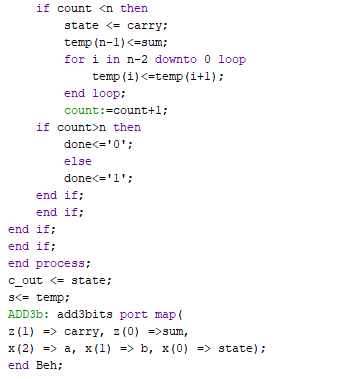 if count <n then
state <= carry;
temp(n-1)<=sum;
for i in n-2 downto 0 loop
temp(i)<=temp(i+1);
end loop;
count:=count+1;
if count>n then
done<='0';
else
done<='1';
end if;
end if;
end if;
end if;
end process;
c_out <= state;
s<= temp;
ADD3b: add3bits port map(
z(1) => carry, z(0) =>sum,
x(2) => a, x(1) => b, x(0) => state);
end Beh;